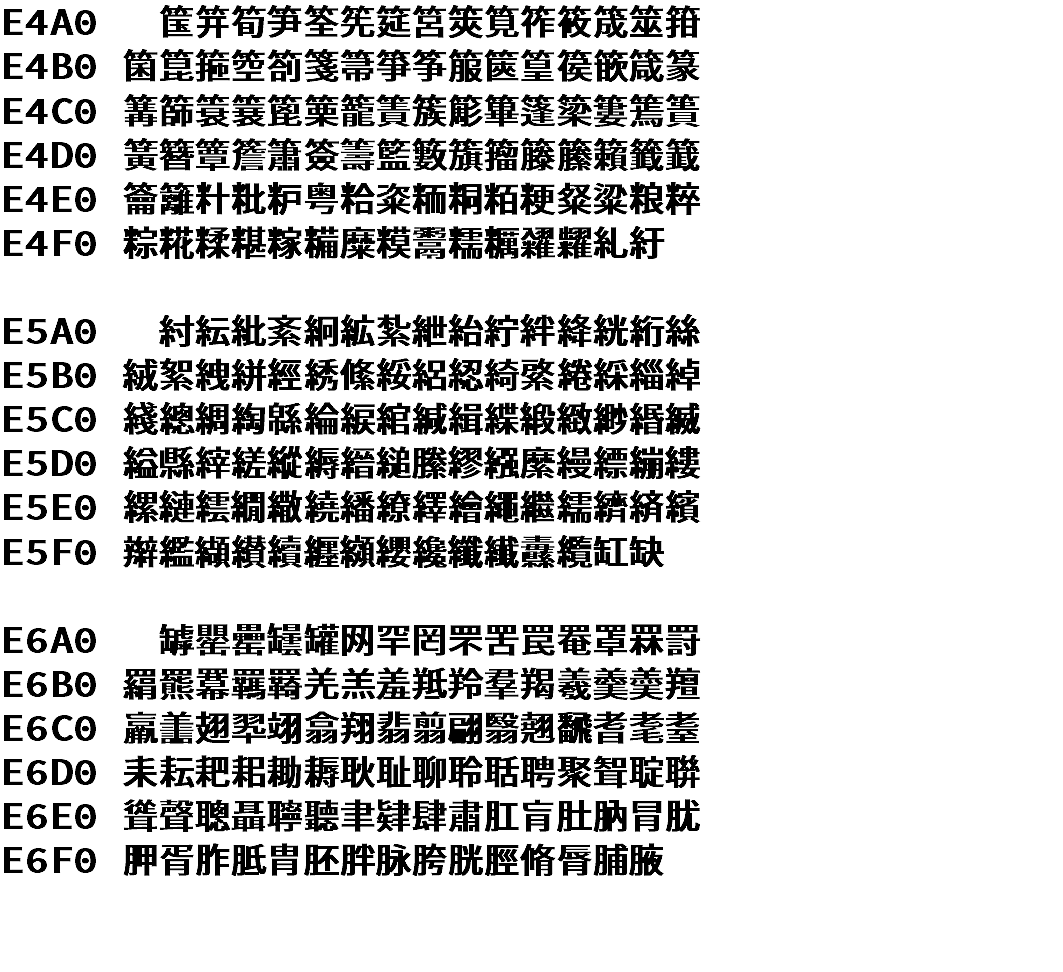 E4A0 筺笄筍笋筌筅筵筥筴筧筰筱筬筮箝
E4B0 箘箟箍箜箚箋箒箏筝箙篋篁篌篏箴篆
E4C0 篝篩簑簔篦篥籠簀簇簓篳篷簗簍篶簣
E4D0 簧簪簟簷簫簽籌籃籔籏籀籐籘籟籤籖
E4E0 籥籬籵粃粐粤粭粢粫粡粨粳粲粱粮粹
E4F0 粽糀糅糂糘糒糜糢鬻糯糲糴糶糺紆
E5A0 紂紜紕紊絅絋紮紲紿紵絆絳絖絎絲
E5B0 絨絮絏絣經綉絛綏絽綛綺綮綣綵緇綽
E5C0 綫總綢綯緜綸綟綰緘緝緤緞緻緲緡縅
E5D0 縊縣縡縒縱縟縉縋縢繆繦縻縵縹繃縷
E5E0 縲縺繧繝繖繞繙繚繹繪繩繼繻纃緕繽
E5F0 辮繿纈纉續纒纐纓纔纖纎纛纜缸缺
E6A0 罅罌罍罎罐网罕罔罘罟罠罨罩罧罸
E6B0 羂羆羃羈羇羌羔羞羝羚羣羯羲羹羮羶
E6C0 羸譱翅翆翊翕翔翡翦翩翳翹飜耆耄耋
E6D0 耒耘耙耜耡耨耿耻聊聆聒聘聚聟聢聨
E6E0 聳聲聰聶聹聽聿肄肆肅肛肓肚肭冐肬
E6F0 胛胥胙胝胄胚胖脉胯胱脛脩脣脯腋